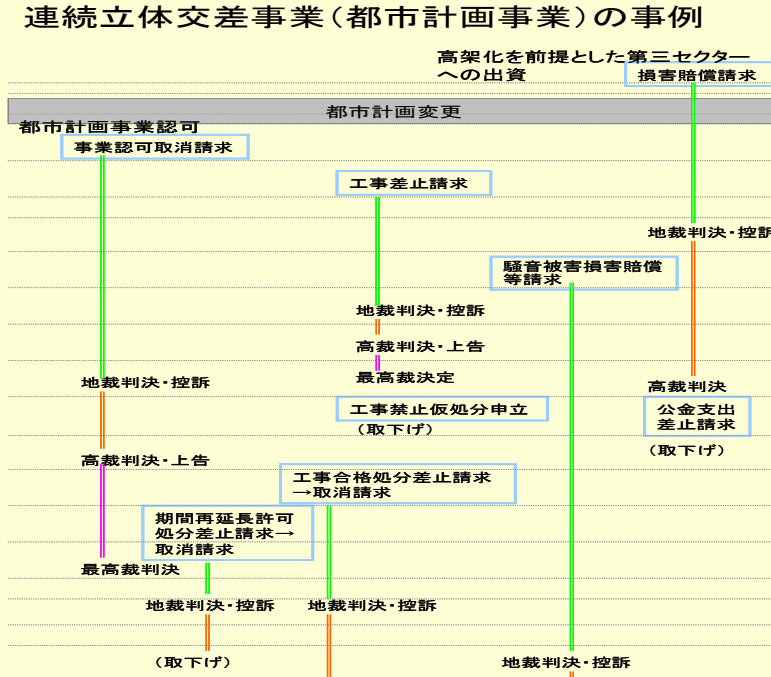 連続立体交差事業(都市計画事業)の事例
高架化を前提とした第三セクター
への出資
損害賠償請求
都市計画変更
都市計画事業認可
事業認可取消請求
工事差止請求
地裁判決・控訴
騒音被害損害賠償
等請求
地裁判決・控訴
高裁判決・上告
最高裁決定
地裁判決・控訴
高裁判決
工事禁止仮処分申立
(取下げ)
公金支出
差止請求
(取下げ)
高裁判決・上告
工事合格処分差止請求
→取消請求
期間再延長許可
処分差止請求→
取消請求
最高裁判決
地裁判決・控訴
地裁判決・控訴
(取下げ)
地裁判決・控訴